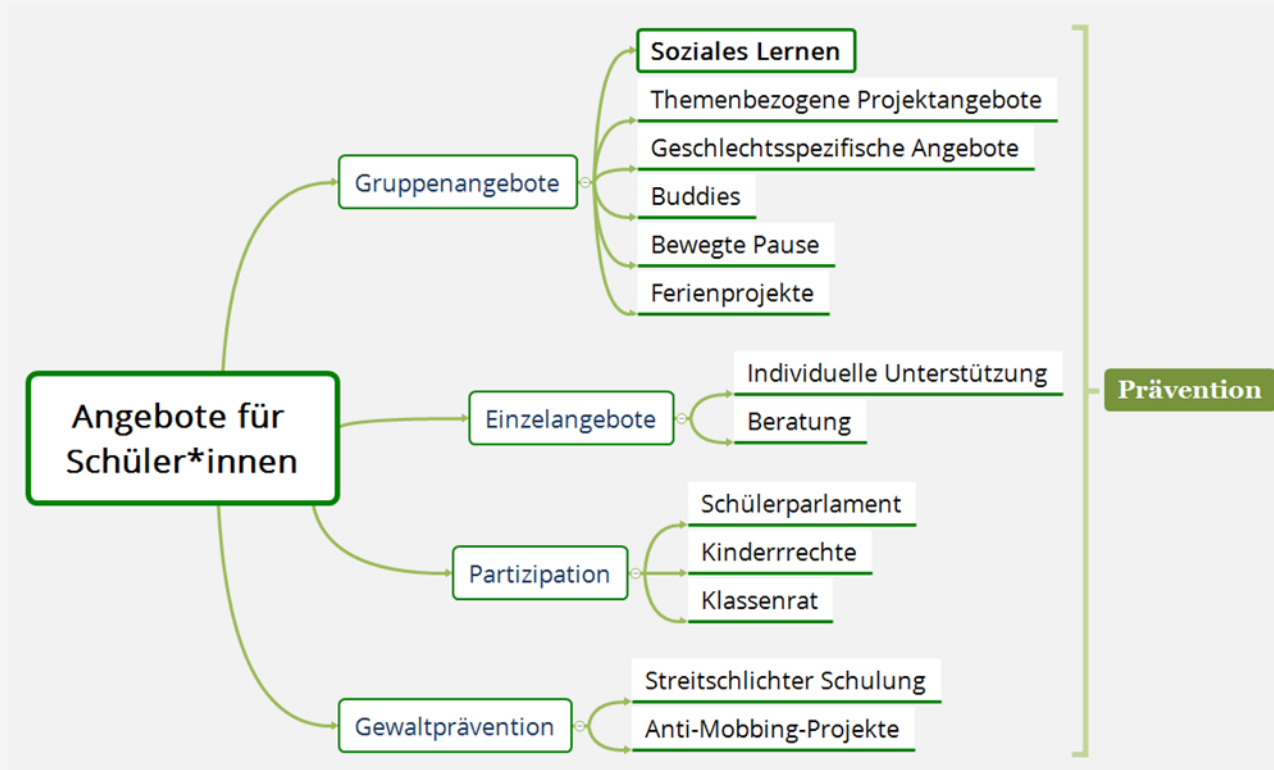 Soziales Lernen
Themenbezogene Projektangebote
Geschlechtsspezifische Angebote
Gruppenangebote
Buddies
Bewegte Pause
Ferienprojekte
Individuelle Unterstützung
Prävention
Angebote für
Schüler*innen
Einzelangebote
Beratung
Schülerparlament
Kinderrrechte
Partizipation
Klassenrat
Streitschlichter Schulung
Gewaltprävention
Anti-Mobbing-Projekte